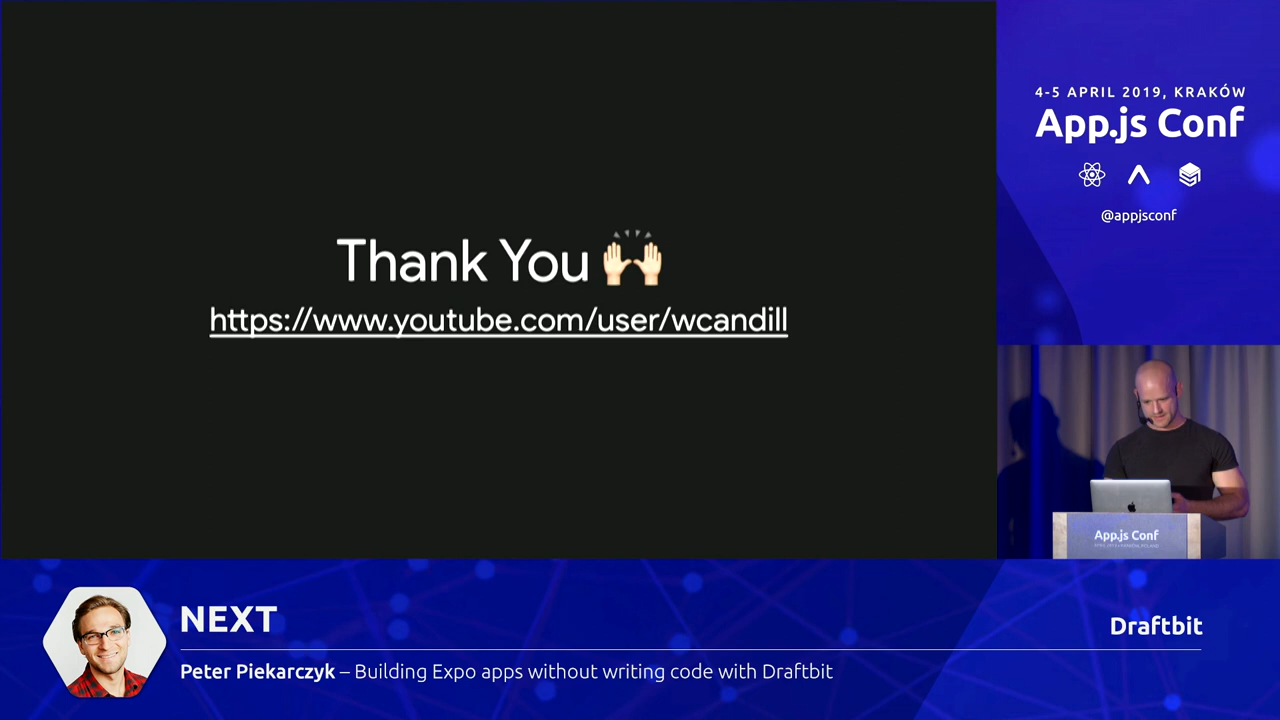 Thank You
https://www.youtube.com/user/wcandill
4-5 APRIL 2019, KRAKÓW
App.js Conf
@appjsconf
App.js Conf
NEXT
Peter Piekarczyk – Building Expo apps without writing code with Draftbit
Draftbit